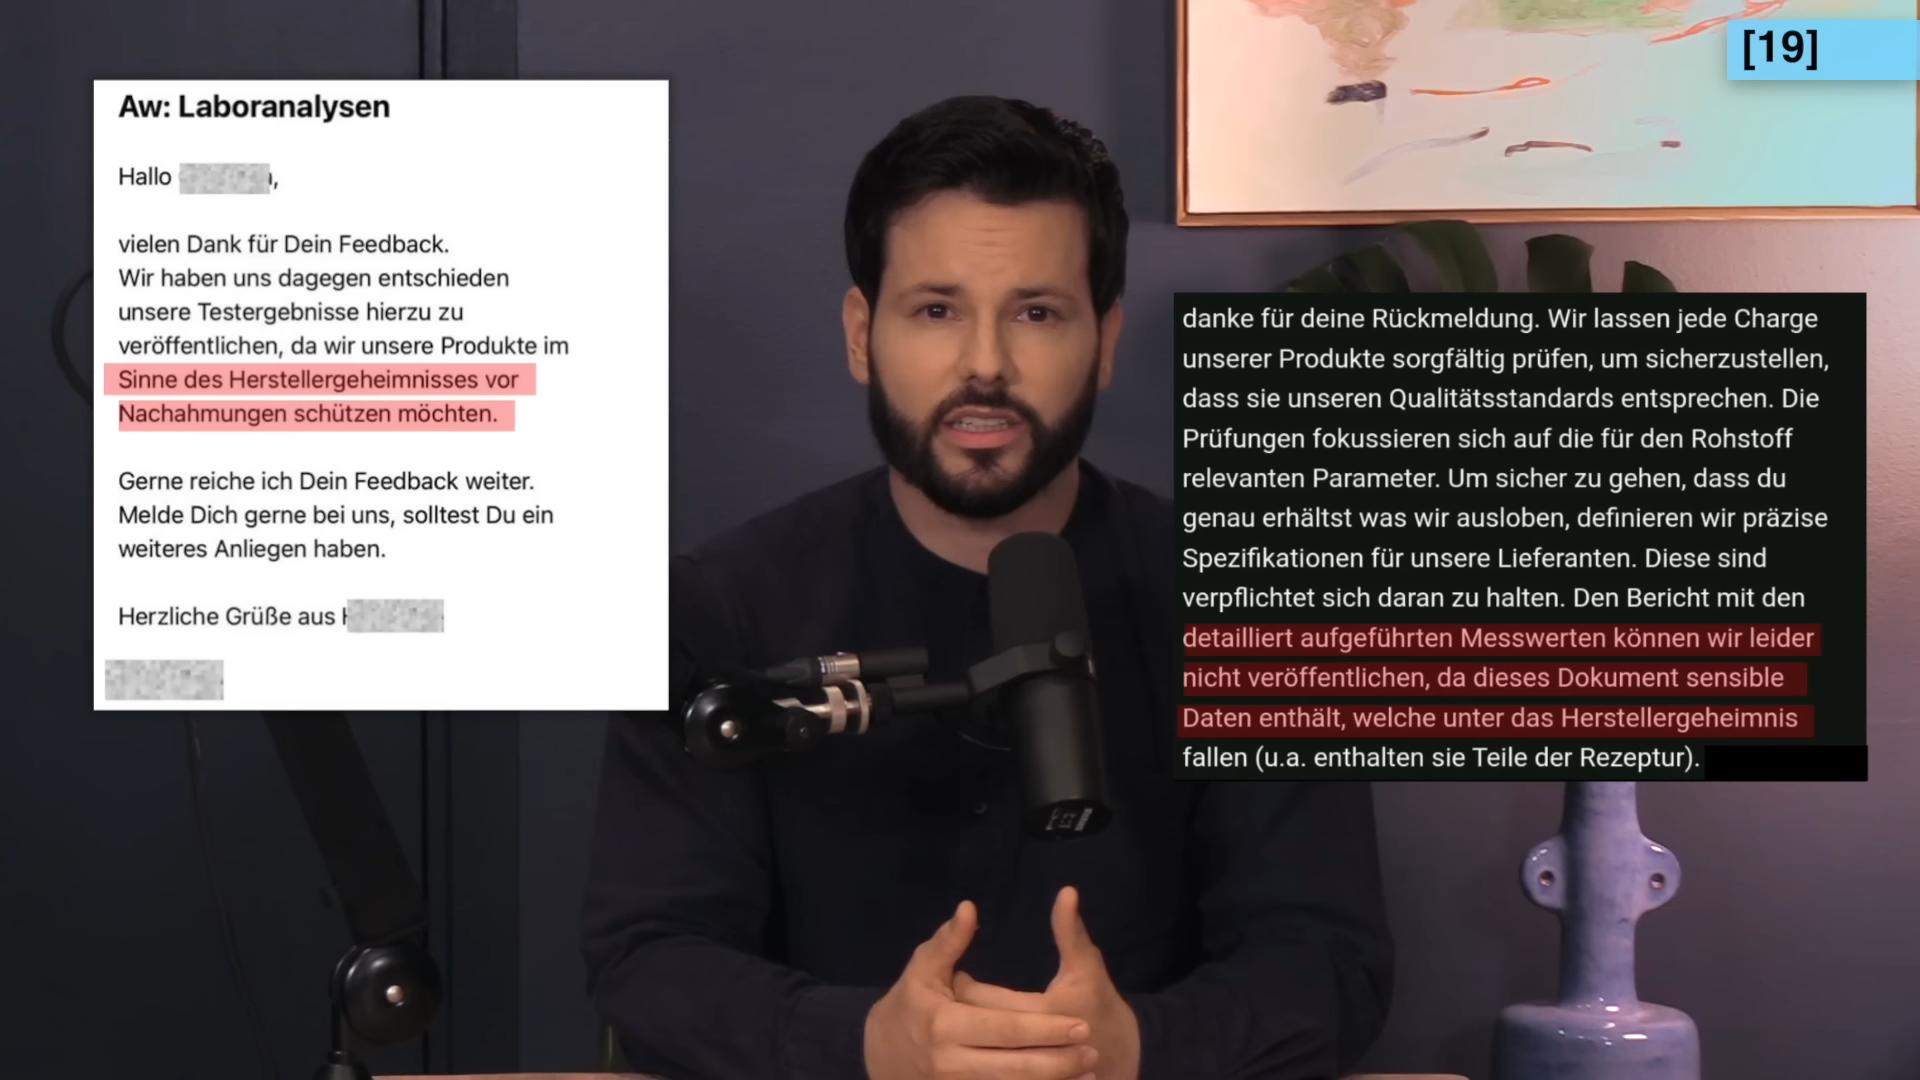 [19]
Aw: Laboranalysen
Hallo
vielen Dank für Dein Feedback.
Wir haben uns dagegen entschieden
unsere Testergebnisse hierzu zu
veröffentlichen, da wir unsere Produkte im
Sinne des Herstellergeheimnisses vor
Nachahmungen schützen möchten.
Gerne reiche ich Dein Feedback weiter.
Melde Dich gerne bei uns, solltest Du ein
weiteres Anliegen haben.
Herzliche Grüße aus
danke für deine Rückmeldung. Wir lassen jede Charge
unserer Produkte sorgfältig prüfen, um sicherzustellen,
dass sie unseren Qualitätsstandards entsprechen. Die
Prüfungen fokussieren sich auf die für den Rohstoff
relevanten Parameter. Um sicher zu gehen, dass du
genau erhältst was wir ausloben, definieren wir präzise
Spezifikationen für unsere Lieferanten. Diese sind
verpflichtet sich daran zu halten. Den Bericht mit den
detailliert aufgeführten Messwerten können wir leider
nicht veröffentlichen, da dieses Dokument sensible
Daten enthält, welche unter das Herstellergeheimnis
fallen (u.a. enthalten sie Teile der Rezeptur).